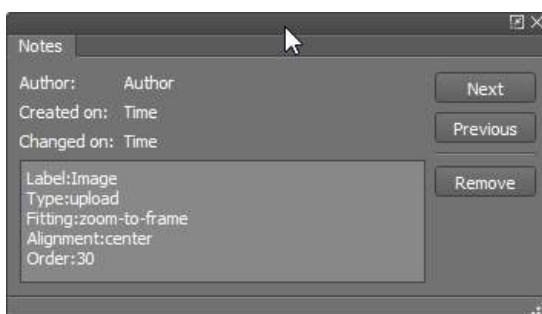 Notes
Author: Author
Created on: Time
Changed on: Time
Label:Image
Type:upload
Fitting:zoom-to-frame
Alignment:center
Order:30
Next
Previous
Remove